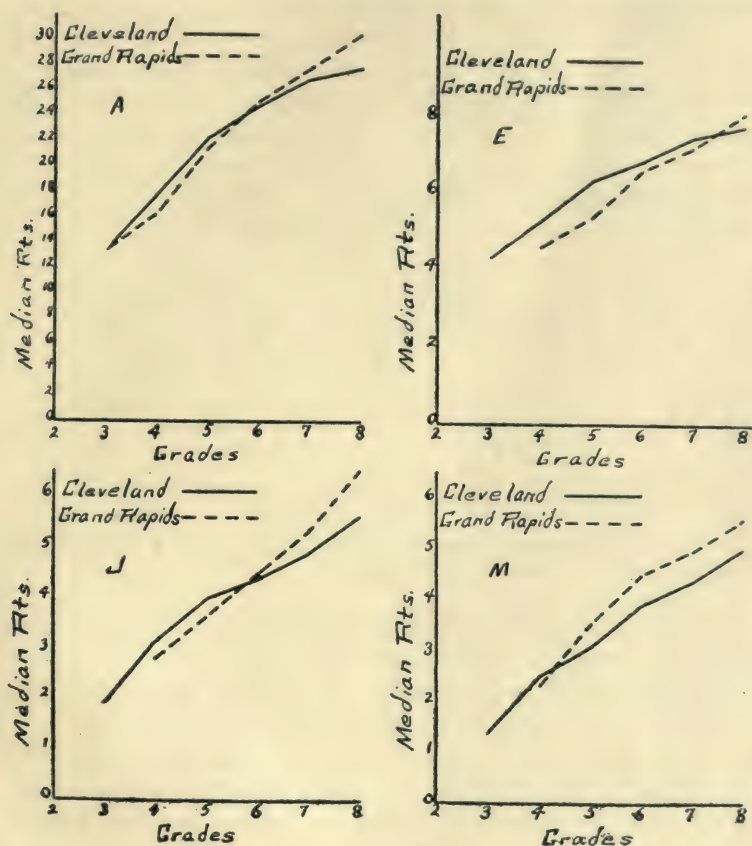 Cleveland
Grand Rapids
A
Median Rts.
30
28
26
24
22
20
18
16
14
12
10
8
6
4
2
0
2 3 4 5 6 7 8
Grades
Cleveland
Grand Rapids
E
Median Rts.
8
6
4
2
0
2 3 4 5 6 7 8
Grades
Cleveland
Grand Rapids
J
Median Rts.
6
5
4
3
2
1
0
2 3 4 5 6 7 8
Grades
Cleveland
Grand Rapids
M
Median Rts.
6
5
4
3
2
1
0
2 3 4 5 6 7 8
Grades